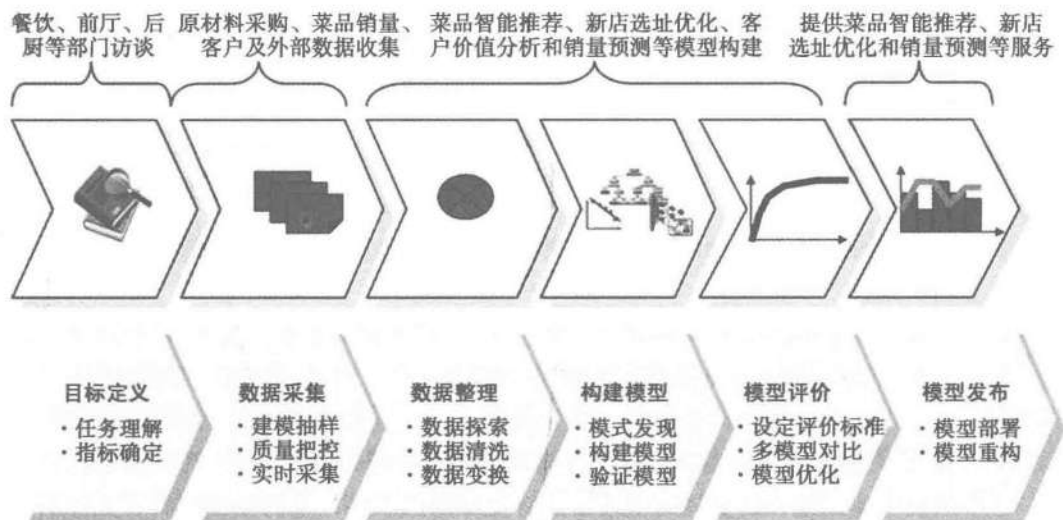 餐饮、前厅、后
厨等部门访谈
原材料采购、菜品销量、
客户及外部数据收集
菜品智能推荐、新店选址优化、客
户价值分析和销量预测等模型构建
提供菜品智能推荐、新店
选址优化和销量预测等服务
目标定义
· 任务理解
· 指标确定
数据采集
· 建模抽样
· 质量把控
· 实时采集
数据整理
· 数据探索
· 数据清洗
· 数据变换
构建模型
· 模式发现
· 构建模型
· 验证模型
模型评价
· 设定评价标准
· 多模型对比
· 模型优化
模型发布
· 模型部署
· 模型重构